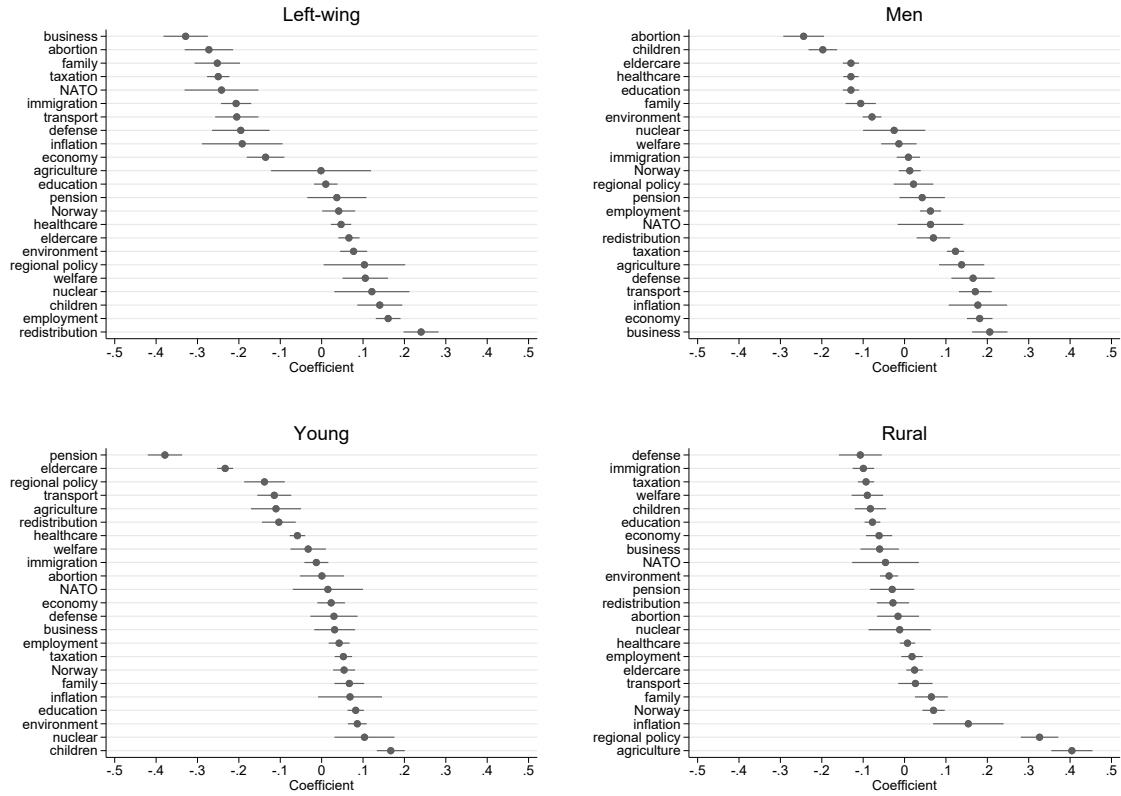 Left-wing
business
abortion
family
taxation
NATO
immigration
transport
defense
inflation
economy
agriculture
education
pension
Norway
healthcare
eldercare
environment
regional policy
welfare
nuclear
children
employment
redistribution
-.5 -.4 -.3 -.2 -.1 0 .1 .2 .3 .4 .5
Coefficient
Men
abortion
children
eldercare
healthcare
education
family
environment
nuclear
welfare
immigration
Norway
regional policy
pension
employment
NATO
redistribution
taxation
agriculture
defense
transport
inflation
economy
business
-.5 -.4 -.3 -.2 -.1 0 .1 .2 .3 .4 .5
Coefficient
Young
pension
eldercare
regional policy
transport
agriculture
redistribution
healthcare
welfare
immigration
abortion
NATO
economy
defense
business
employment
taxation
Norway
family
inflation
education
environment
nuclear
children
-.5 -.4 -.3 -.2 -.1 0 .1 .2 .3 .4 .5
Coefficient
Rural
defense
immigration
taxation
welfare
children
education
economy
business
NATO
environment
pension
redistribution
abortion
nuclear
healthcare
employment
eldercare
transport
family
Norway
inflation
regional policy
agriculture
-.5 -.4 -.3 -.2 -.1 0 .1 .2 .3 .4 .5
Coefficient